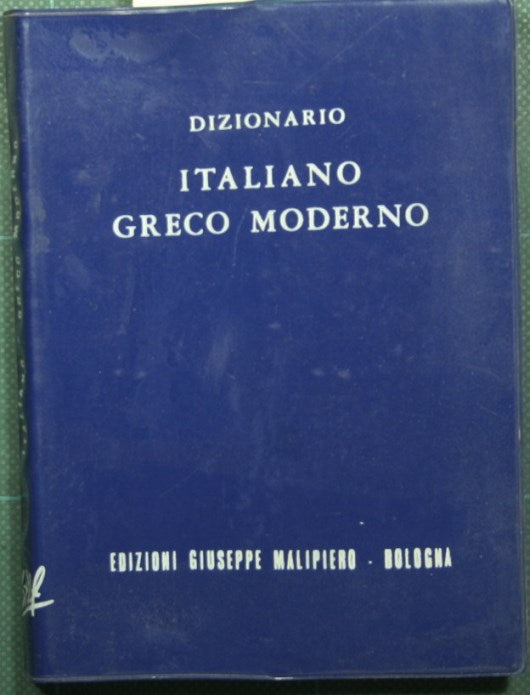 DIZIONARIO
ITALIANO
GRECO MODERNO
EDIZIONI GIUSEPPE MALIPIERO - BOLOGNA